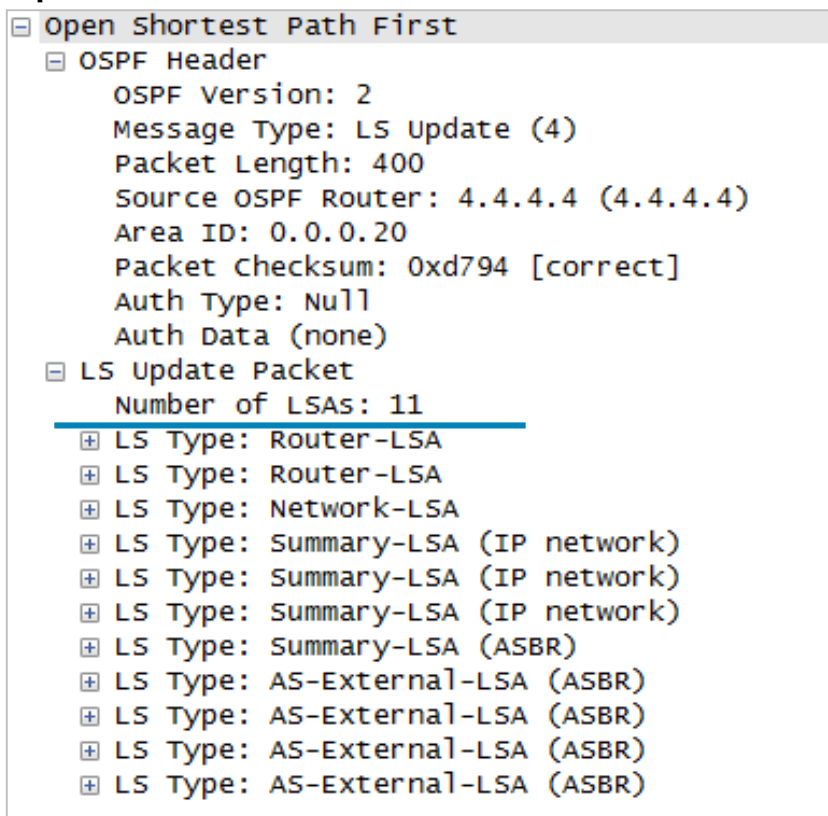 Open Shortest Path First
OSPF Header
OSPF Version: 2
Message Type: LS Update (4)
Packet Length: 400
Source OSPF Router: 4.4.4.4 (4.4.4.4)
Area ID: 0.0.0.20
Packet Checksum: 0xd794 [correct]
Auth Type: Null
Auth Data (none)
LS Update Packet
Number of LSAs: 11
LS Type: Router-LSA
LS Type: Router-LSA
LS Type: Network-LSA
LS Type: Summary-LSA (IP network)
LS Type: Summary-LSA (IP network)
LS Type: Summary-LSA (IP network)
LS Type: Summary-LSA (ASBR)
LS Type: AS-External-LSA (ASBR)
LS Type: AS-External-LSA (ASBR)
LS Type: AS-External-LSA (ASBR)
LS Type: AS-External-LSA (ASBR)